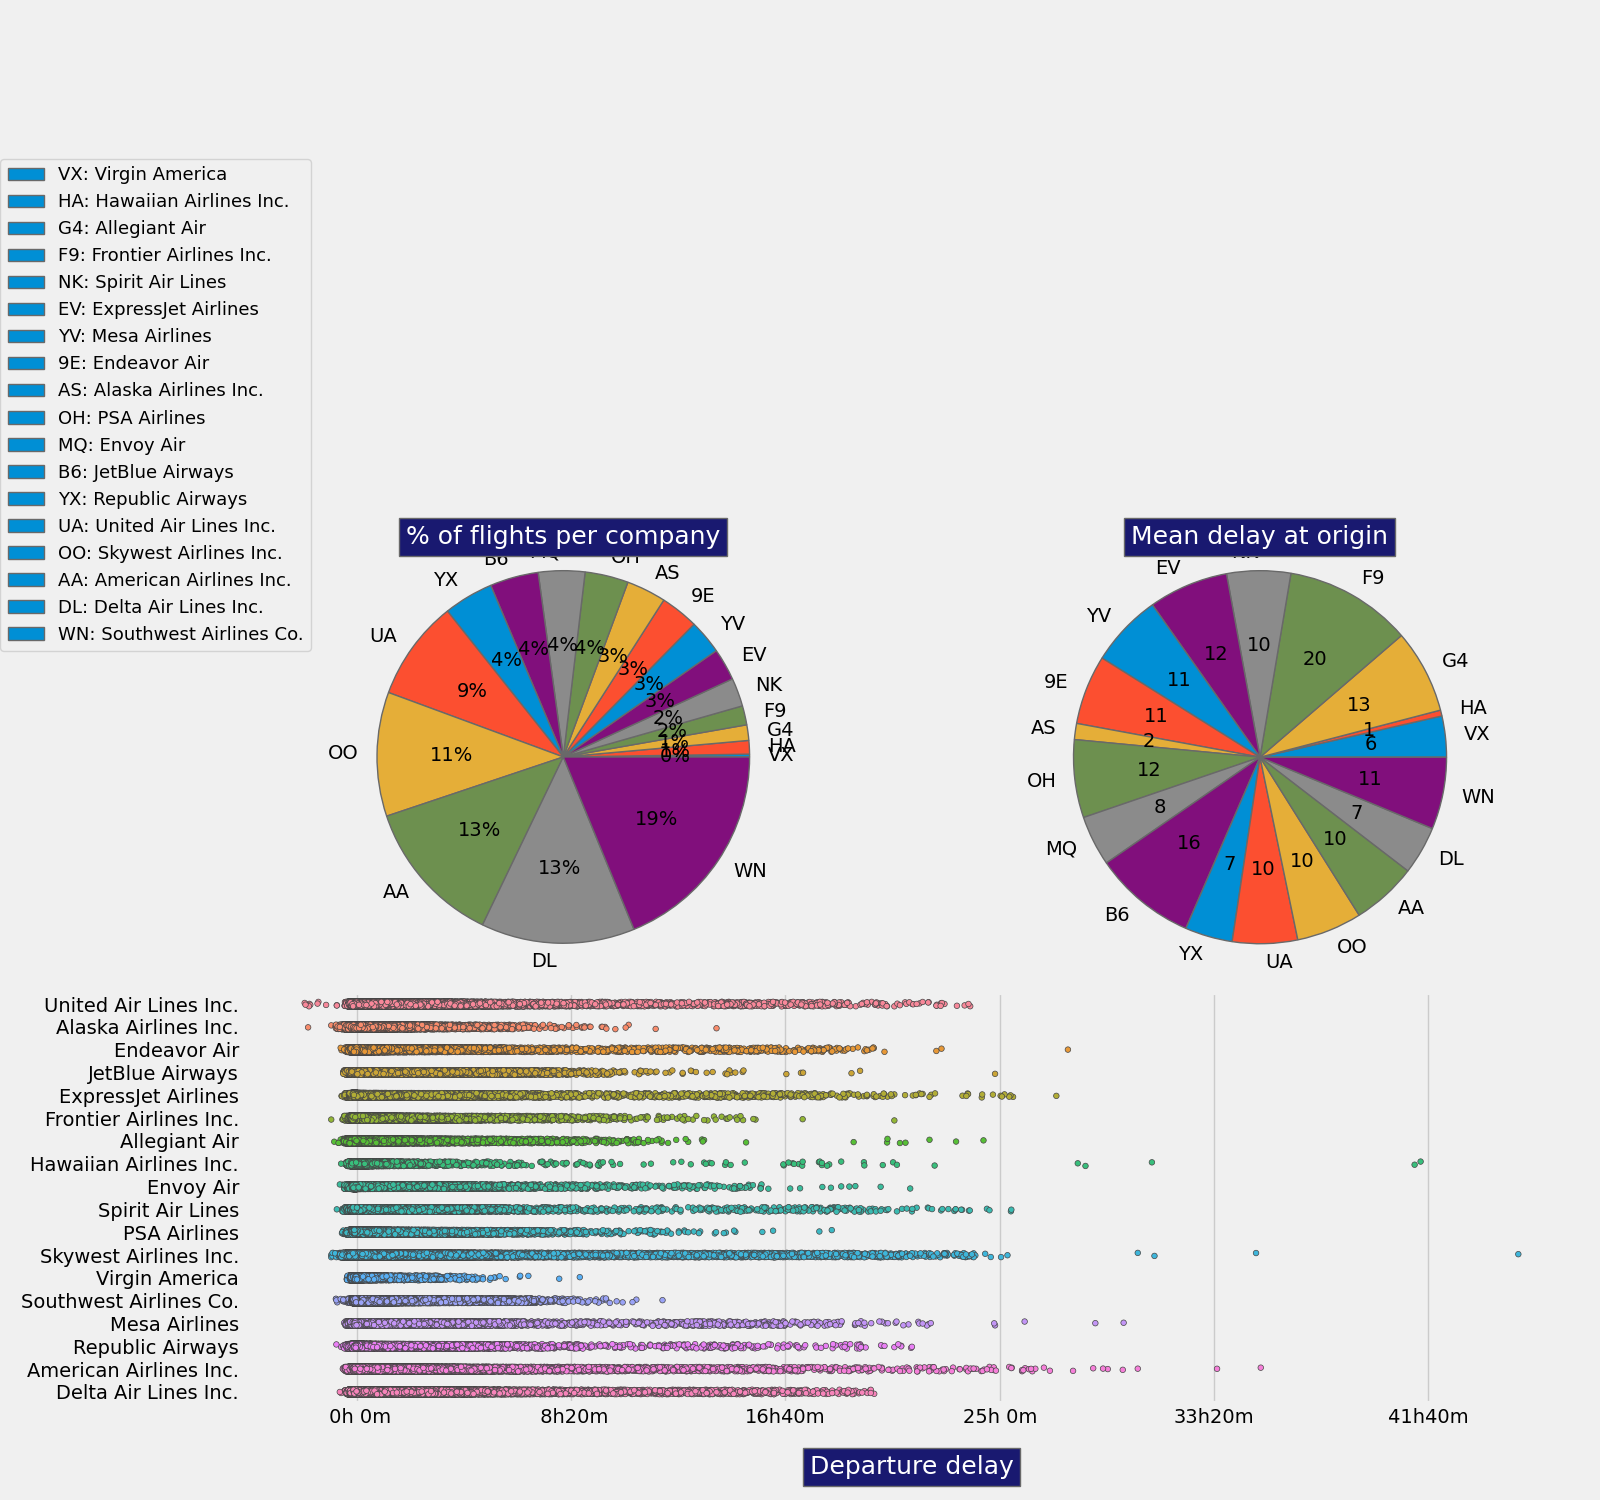 VX: Virgin America
HA: Hawaiian Airlines Inc.
G4: Allegiant Air
F9: Frontier Airlines Inc.
NK: Spirit Air Lines
EV: ExpressJet Airlines
YV: Mesa Airlines
9E: Endeavor Air
AS: Alaska Airlines Inc.
OH: PSA Airlines
MQ: Envoy Air
B6: JetBlue Airways
YX: Republic Airways
UA: United Air Lines Inc.
OO: Skywest Airlines Inc.
AA: American Airlines Inc.
DL: Delta Air Lines Inc.
WN: Southwest Airlines Co.
% of flights per company
B6
OH
AS
YX
9E
UA
YV
EV
NK
F9
G4
HA
VX
OO
AA
DL
WN
4%
4%
4%
4%
3%
3%
3%
3%
2%
2%
1%
1%
0%
9%
11%
13%
13%
19%
Mean delay at origin
EV
F9
YV
G4
9E
HA
AS
VX
OH
WN
MQ
DL
B6
AA
YX
OO
UA
12
10
20
11
13
11
1
2
6
12
11
8
7
16
10
7
10
10
United Air Lines Inc.
Alaska Airlines Inc.
Endeavor Air
JetBlue Airways
ExpressJet Airlines
Frontier Airlines Inc.
Allegiant Air
Hawaiian Airlines Inc.
Envoy Air
Spirit Air Lines
PSA Airlines
Skywest Airlines Inc.
Virgin America
Southwest Airlines Co.
Mesa Airlines
Republic Airways
American Airlines Inc.
Delta Air Lines Inc.
0h 0m
8h20m
16h40m
25h 0m
33h20m
41h40m
Departure delay